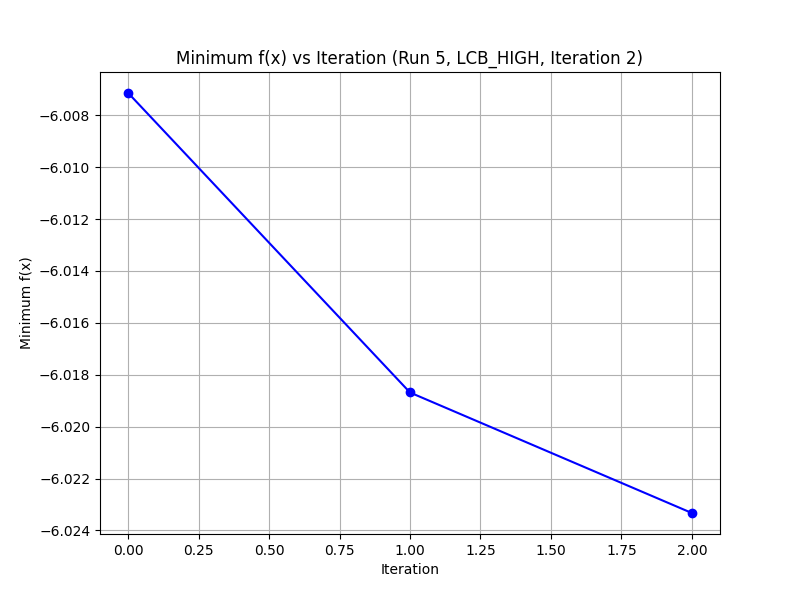 Minimum f(x) vs Iteration (Run 5, LCB_HIGH, Iteration 2)
Minimum f(x)
−6.008
−6.010
−6.012
−6.014
−6.016
−6.018
−6.020
−6.022
−6.024
0.00 0.25 0.50 0.75 1.00 1.25 1.50 1.75 2.00
Iteration